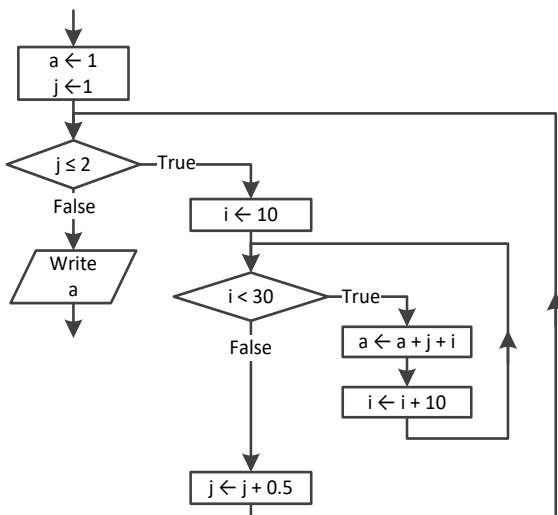 a ← 1
j ←1
j ≤ 2
True
False
i ← 10
Write
a
i < 30
True
False
a ← a + j + i
i ← i + 10
j ← j + 0.5